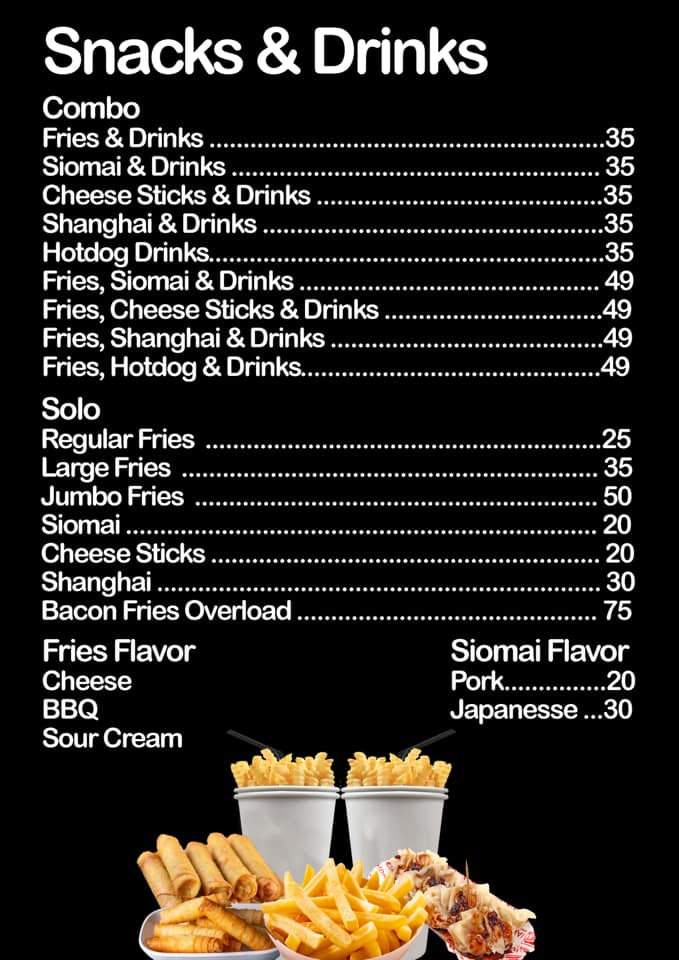 Snacks & Drinks
Combo
Fries & Drinks ..........................................................35
Siomai & Drinks ...................................................... 35
Cheese Sticks & Drinks ..........................................35
Shanghai & Drinks ..................................................35
Hotdog Drinks..........................................................35
Fries, Siomai & Drinks ............................................ 49
Fries, Cheese Sticks & Drinks ................................49
Fries, Shanghai & Drinks ........................................49
Fries, Hotdog & Drinks............................................49
Solo
Regular Fries ..........................................................25
Large Fries ............................................................. 35
Jumbo Fries ........................................................... 50
Siomai ..................................................................... 20
Cheese Sticks ......................................................... 20
Shanghai ................................................................. 30
Bacon Fries Overload ............................................ 75
Fries Flavor
Cheese
BBQ
Sour Cream
Siomai Flavor
Pork...............20
Japanesse ...30